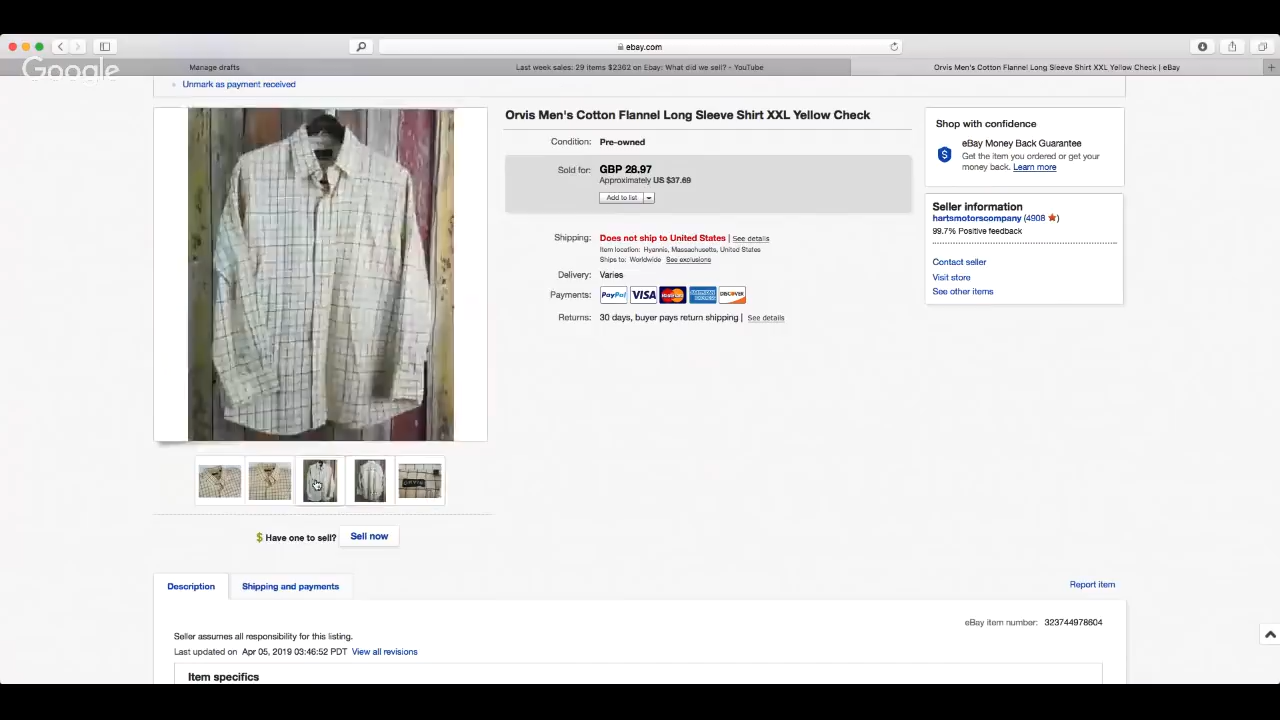 ebay.com
Google
Manage drafts
Last week sales: 29 items $2362 on Ebay: What did we sell? - YouTube
Orvis Men's Cotton Flannel Long Sleeve Shirt XXL Yellow Check | eBay
Unmark as payment received
Orvis Men's Cotton Flannel Long Sleeve Shirt XXL Yellow Check
Condition: Pre-owned
Sold for: GBP 28.97
Approximately US $37.69
Add to list
Shipping: Does not ship to United States | See details
Item location: Hyannis, Massachusetts, United States
Ships to: Worldwide See exclusions
Delivery: Varies
Payments: PayPal VISA MasterCard AMERICAN EXPRESS DISCOVER
Returns: 30 days, buyer pays return shipping | See details
Shop with confidence
eBay Money Back Guarantee
Get the item you ordered or get your
money back. Learn more
Seller information
hartsmotorscompany (4908)
99.7% Positive feedback
Contact seller
Visit store
See other items
ORVIS
$ Have one to sell? Sell now
Description
Shipping and payments
Report item
eBay item number: 323744978604
Seller assumes all responsibility for this listing.
Last updated on Apr 05, 2019 03:46:52 PDT View all revisions
Item specifics